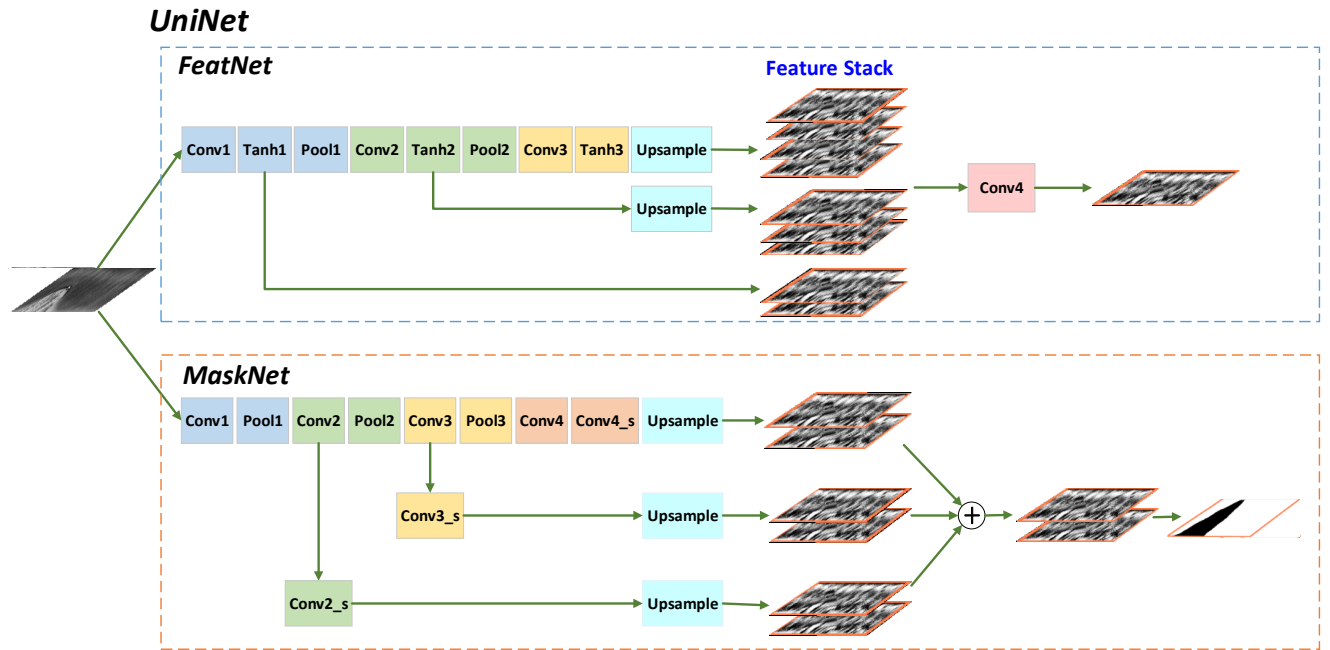 UniNet
FeatNet
Feature Stack
Conv1 Tanh1 Pool1 Conv2 Tanh2 Pool2 Conv3 Tanh3 Upsample
Conv4
Upsample
MaskNet
Conv1 Pool1 Conv2 Pool2 Conv3 Pool3 Conv4 Conv4_s Upsample
Conv3_s Upsample
Conv2_s Upsample